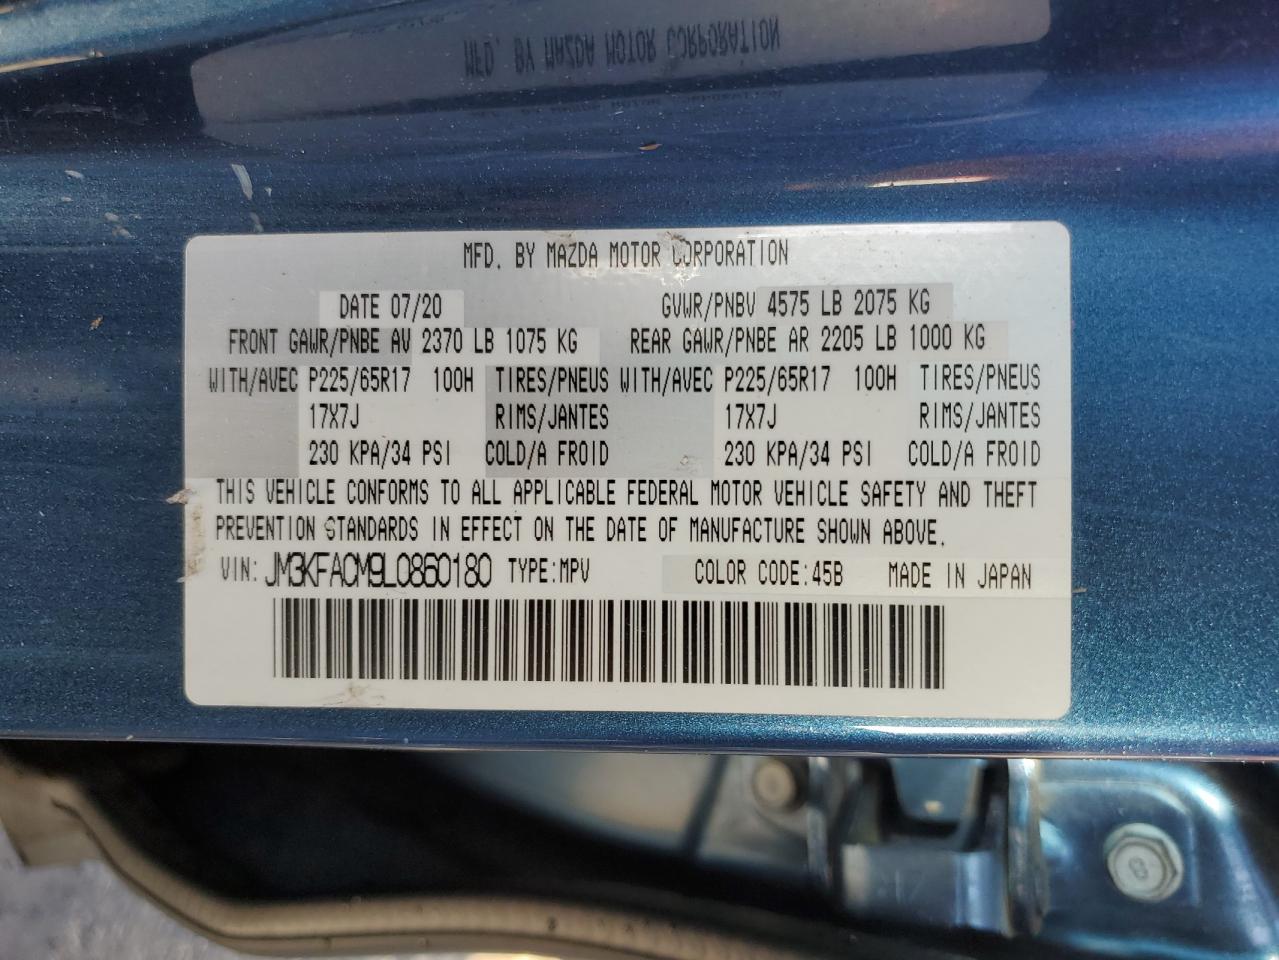 MFD. BY MAZDA MOTOR CORPORATION
DATE 07/20 GVWR/PNBV 4575 LB 2075 KG
FRONT GAWR/PNBE AV 2370 LB 1075 KG REAR GAWR/PNBE AR 2205 LB 1000 KG
WITH/AVEC P225/65R17 100H TIRES/PNEUS WITH/AVEC P225/65R17 100H TIRES/PNEUS
17X7J RIMS/JANTES 17X7J RIMS/JANTES
230 KPA/34 PSI COLD/A FROID 230 KPA/34 PSI COLD/A FROID
THIS VEHICLE CONFORMS TO ALL APPLICABLE FEDERAL MOTOR VEHICLE SAFETY AND THEFT
PREVENTION STANDARDS IN EFFECT ON THE DATE OF MANUFACTURE SHOWN ABOVE.
VIN: JM3KFACM9L0860180 TYPE:MPV COLOR CODE:45B MADE IN JAPAN